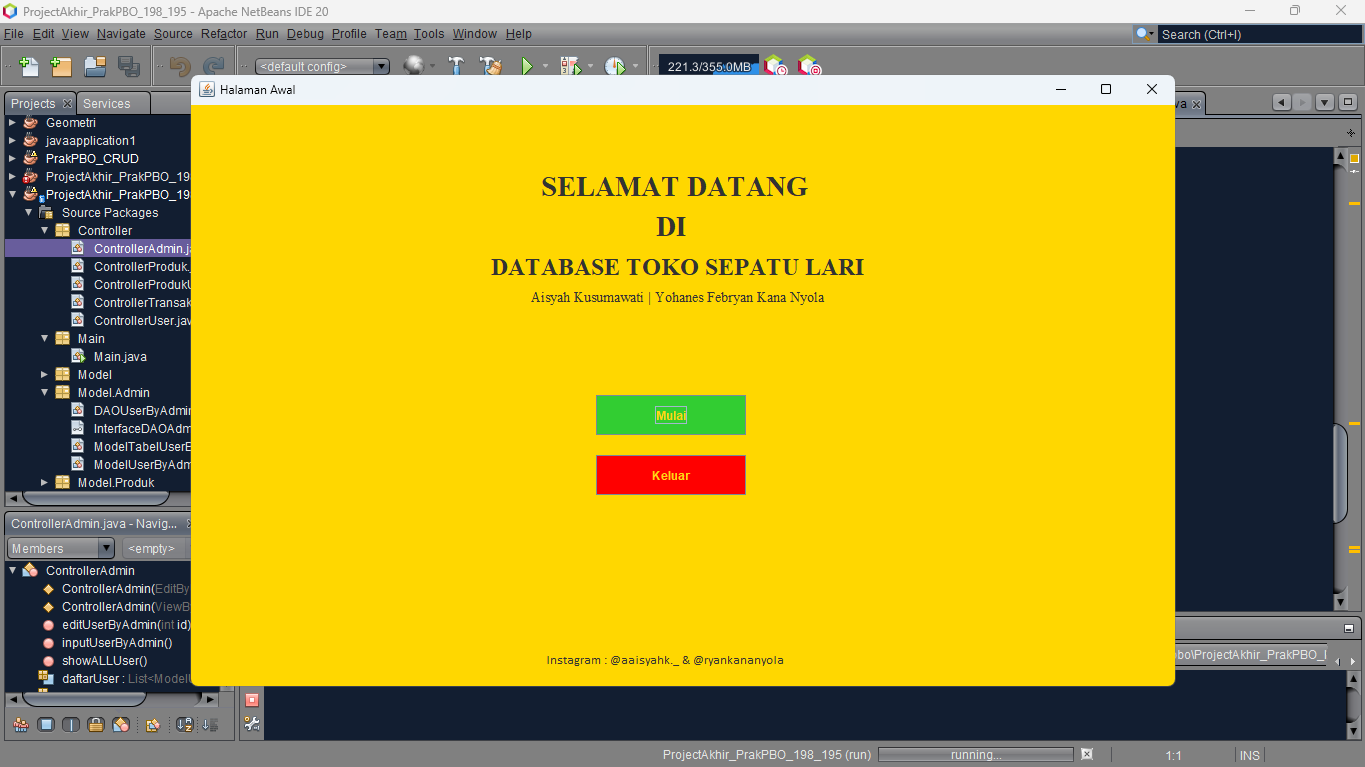 ProjectAkhir_PrakPBO_198_195 - Apache NetBeans IDE 20
File Edit View Navigate Source Refactor Run Debug Profile Team Tools Window Help
Search (Ctrl+I)
<default config>
221.3/355.0MB
Halaman Awal
Projects
Services
va
Geometri
javaapplication1
PrakPBO_CRUD
ProjectAkhir_PrakPBO_19
ProjectAkhir_PrakPBO_19
Source Packages
Controller
ControllerAdmin.j
ControllerProduk.
ControllerProduk
ControllerTransak
ControllerUser.jav
Main
Main.java
Model
Model.Admin
DAOUserByAdmi
InterfaceDAOAdm
ModelTabelUser
ModelUserByAdm
Model.Produk
SELAMAT DATANG
DI
DATABASE TOKO SEPATU LARI
Aisyah Kusumawati | Yohanes Febryan Kana Nyola
Mulai
Keluar
Instagram : @aaisyahk._ & @ryankananyola
ControllerAdmin.java - Navig...
Members
<empty>
ControllerAdmin
ControllerAdmin(EditBy
ControllerAdmin(ViewB
editUserByAdmin(int id)
inputUserByAdmin()
showALLUser()
daftarUser : List<Model
bo\ProjectAkhir_PrakPBO_
ProjectAkhir_PrakPBO_198_195 (run)
running...
1:1
INS